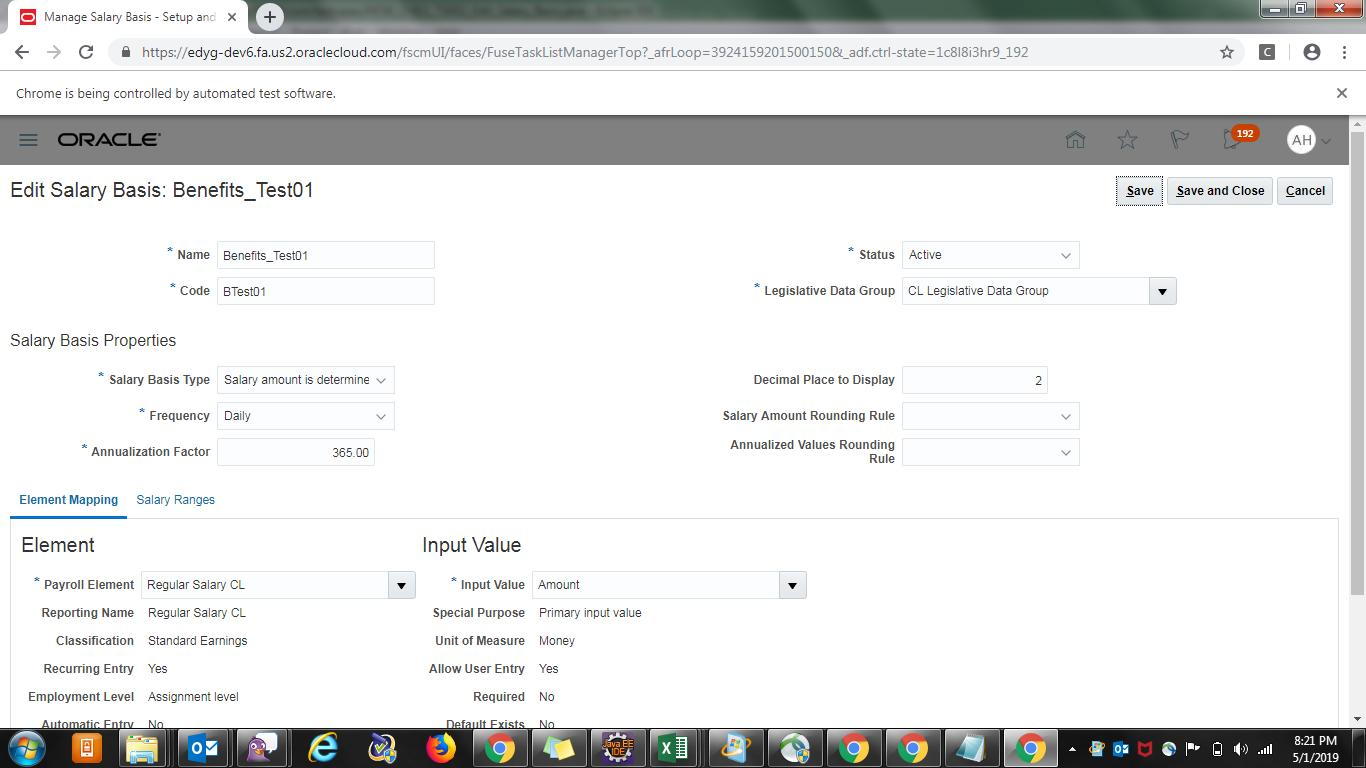 Manage Salary Basis - Setup and
https://edyg-dev6.fa.us2.oraclecloud.com/fscmUI/faces/FuseTaskListManagerTop?_afrLoop=3924159201500150&_adf.ctrl-state=1c8l8i3hr9_192
C
Chrome is being controlled by automated test software.
ORACLE
192
AH
Edit Salary Basis: Benefits_Test01
Save
Save and Close
Cancel
* Name Benefits_Test01
* Status Active
* Code BTest01
* Legislative Data Group CL Legislative Data Group
Salary Basis Properties
* Salary Basis Type Salary amount is determine
Decimal Place to Display 2
* Frequency Daily
Salary Amount Rounding Rule
* Annualization Factor 365.00
Annualized Values Rounding
Rule
Element Mapping
Salary Ranges
Element
Input Value
* Payroll Element Regular Salary CL
* Input Value Amount
Reporting Name Regular Salary CL
Special Purpose Primary input value
Classification Standard Earnings
Unit of Measure Money
Recurring Entry Yes
Allow User Entry Yes
Employment Level Assignment level
Required No
Automatic Entry No
Default Exists No
Java EE
IDE
8:21 PM
5/1/2019